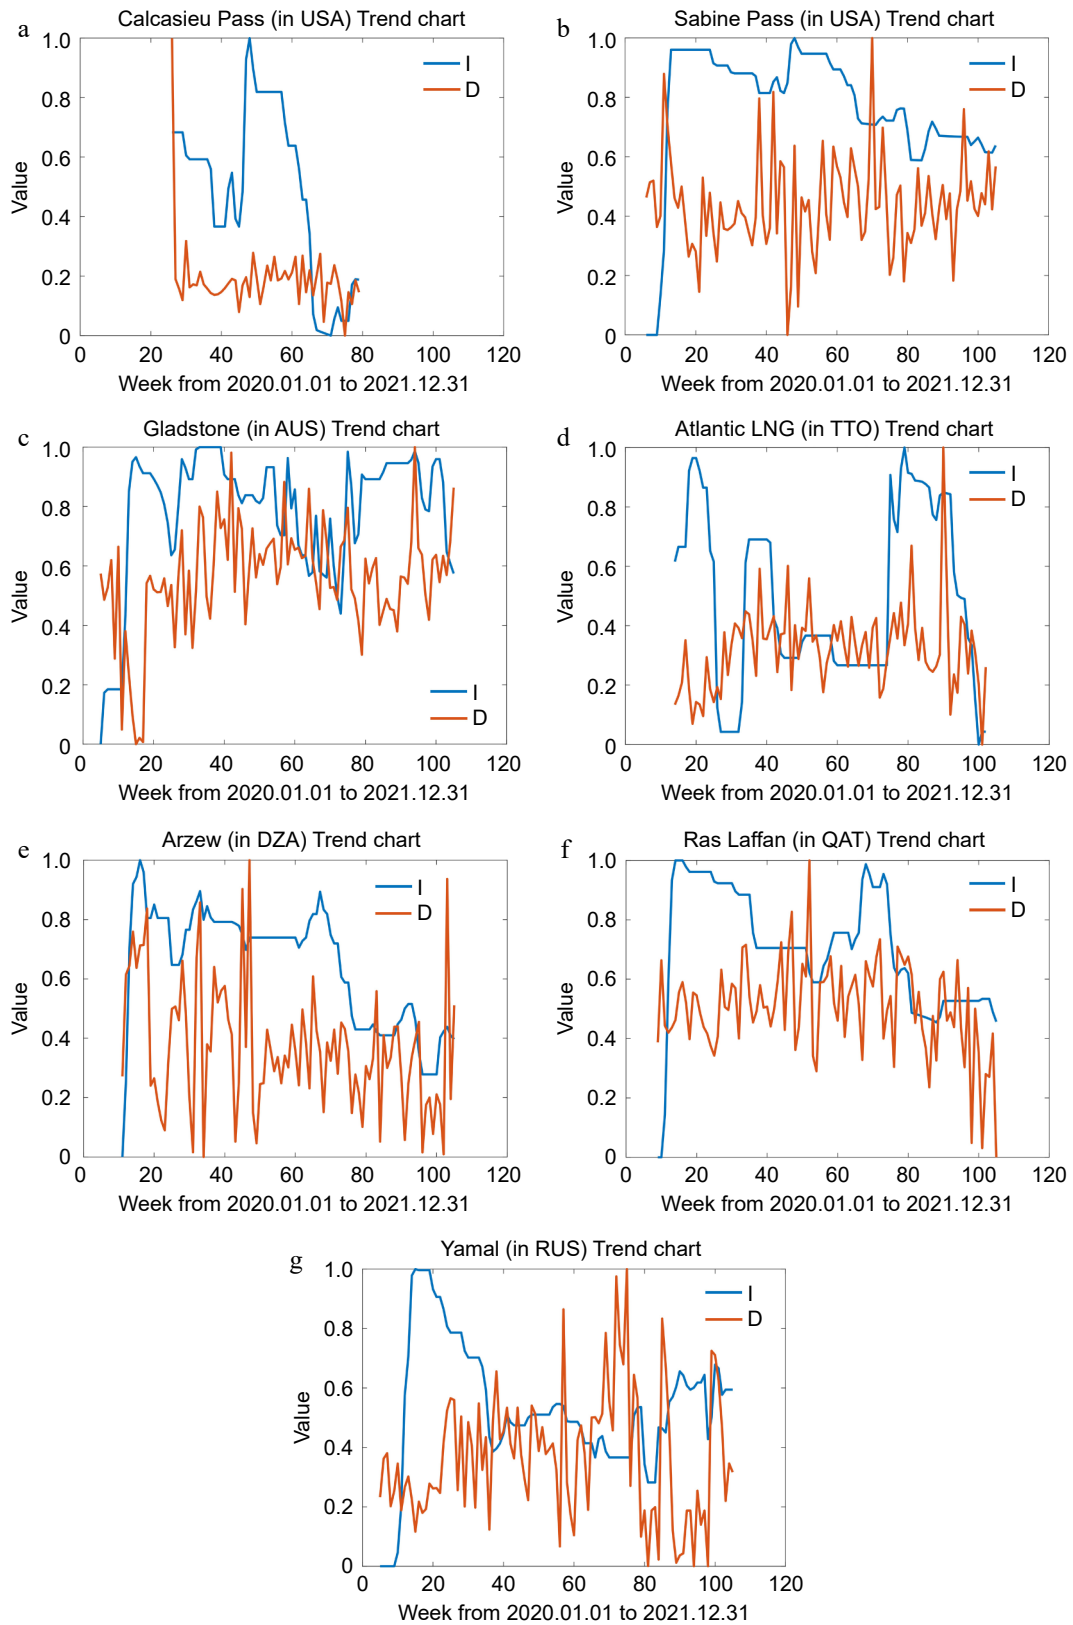 a
Calcasieu Pass (in USA) Trend chart
1.0
0.8
0.6
0.4
0.2
0
Value
I
D
0 20 40 60 80 100 120
Week from 2020.01.01 to 2021.12.31
b
Sabine Pass (in USA) Trend chart
1.0
0.8
0.6
0.4
0.2
0
Value
I
D
0 20 40 60 80 100 120
Week from 2020.01.01 to 2021.12.31
c
Gladstone (in AUS) Trend chart
1.0
0.8
0.6
0.4
0.2
0
Value
I
D
0 20 40 60 80 100 120
Week from 2020.01.01 to 2021.12.31
d
Atlantic LNG (in TTO) Trend chart
1.0
0.8
0.6
0.4
0.2
0
Value
I
D
0 20 40 60 80 100 120
Week from 2020.01.01 to 2021.12.31
e
Arzew (in DZA) Trend chart
1.0
0.8
0.6
0.4
0.2
0
Value
I
D
0 20 40 60 80 100 120
Week from 2020.01.01 to 2021.12.31
f
Ras Laffan (in QAT) Trend chart
1.0
0.8
0.6
0.4
0.2
0
Value
I
D
0 20 40 60 80 100 120
Week from 2020.01.01 to 2021.12.31
g
Yamal (in RUS) Trend chart
1.0
0.8
0.6
0.4
0.2
0
Value
I
D
0 20 40 60 80 100 120
Week from 2020.01.01 to 2021.12.31